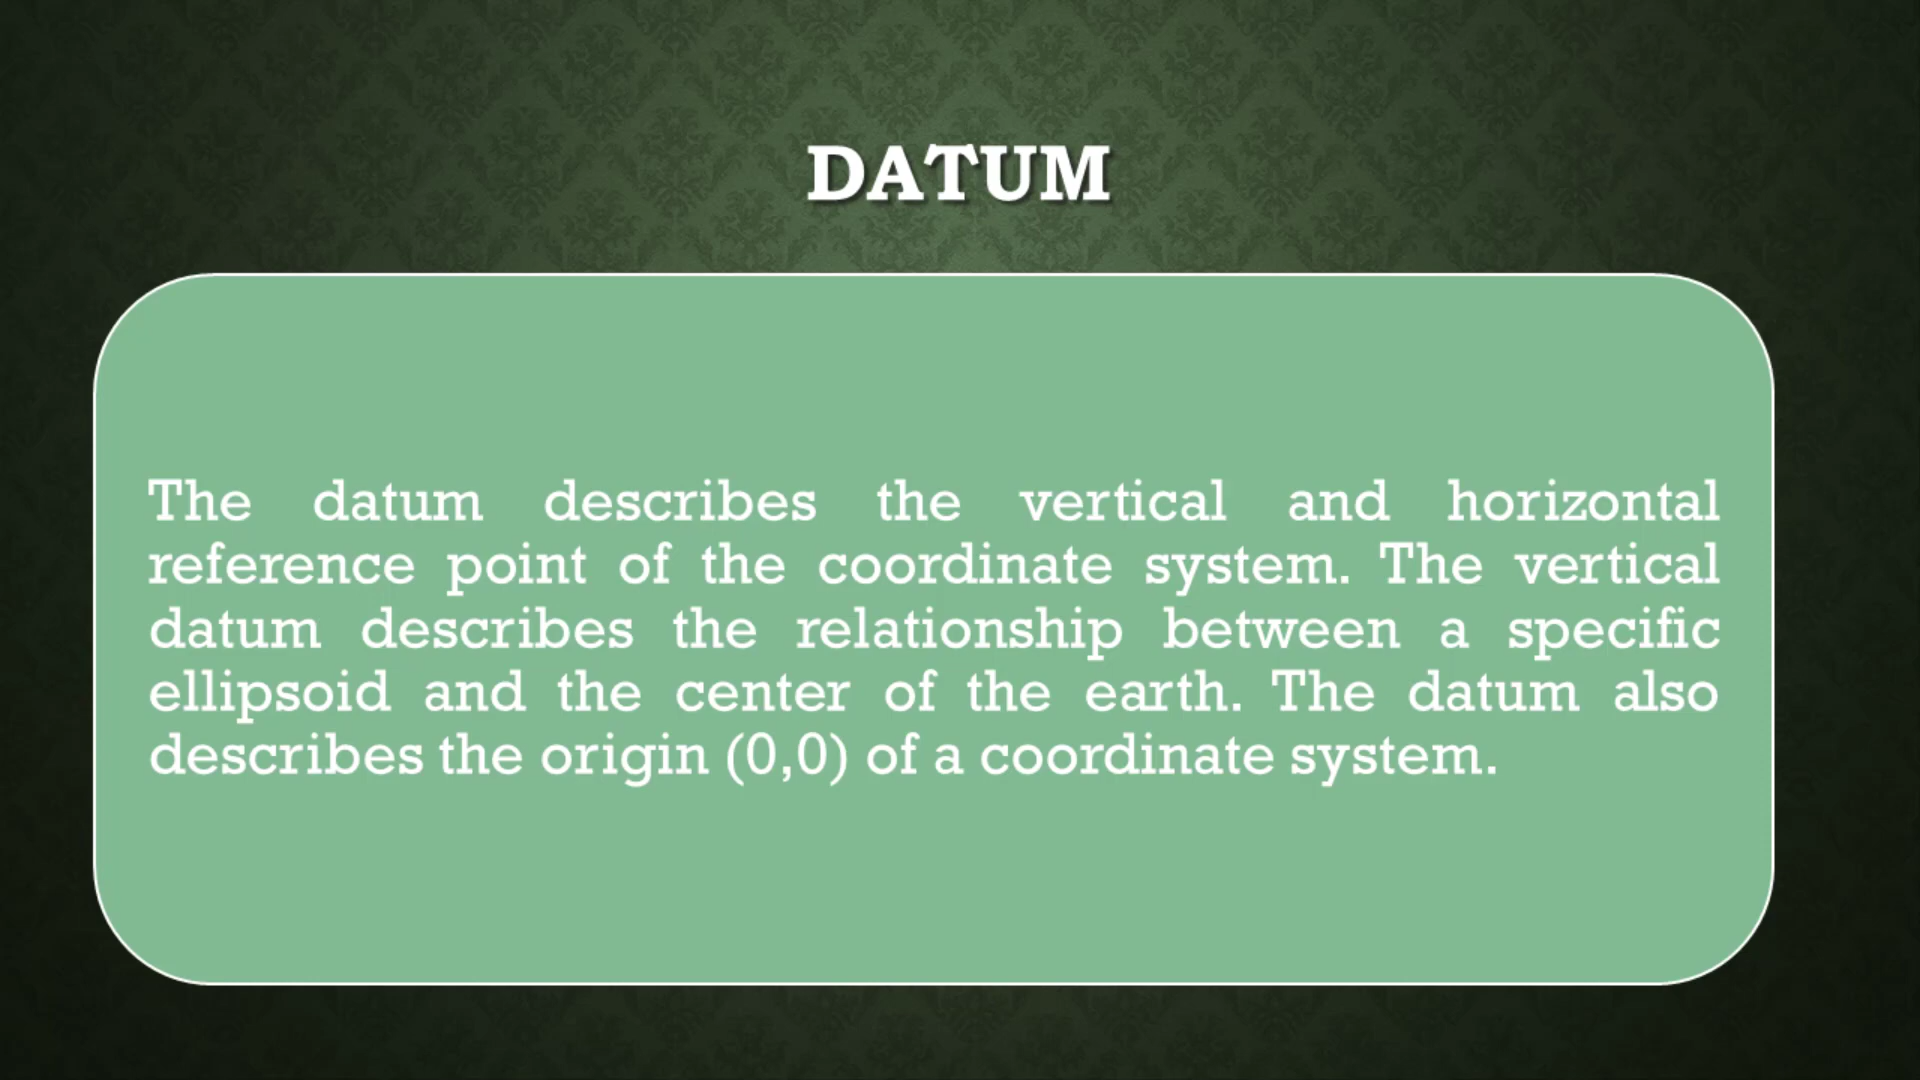 DATUM
The datum describes the vertical and horizontal
reference point of the coordinate system. The vertical
datum describes the relationship between a specific
ellipsoid and the center of the earth. The datum also
describes the origin (0,0) of a coordinate system.